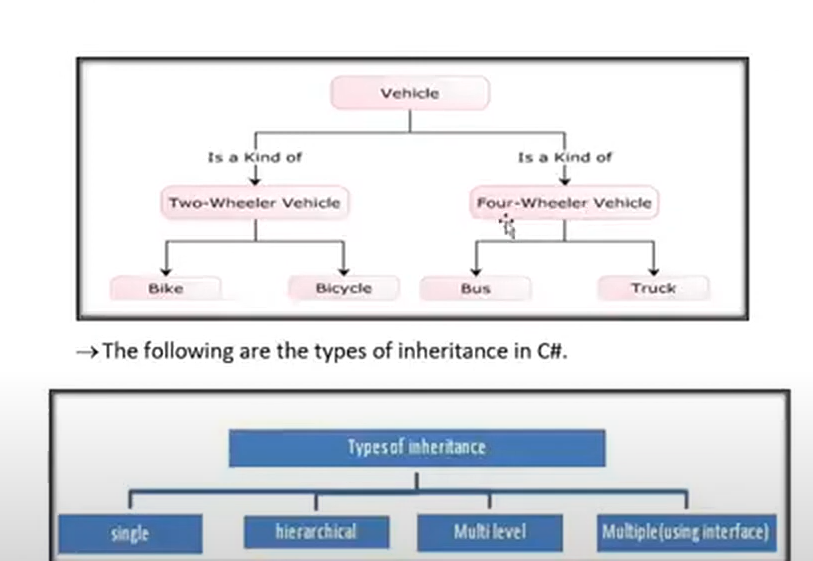 Vehicle
Is a Kind of Is a Kind of
Two-Wheeler Vehicle Four-Wheeler Vehicle
Bike Bicycle Bus Truck
→The following are the types of inheritance in C#.
Types of inheritance
single hierarchical Multi level Multiple(using interface)